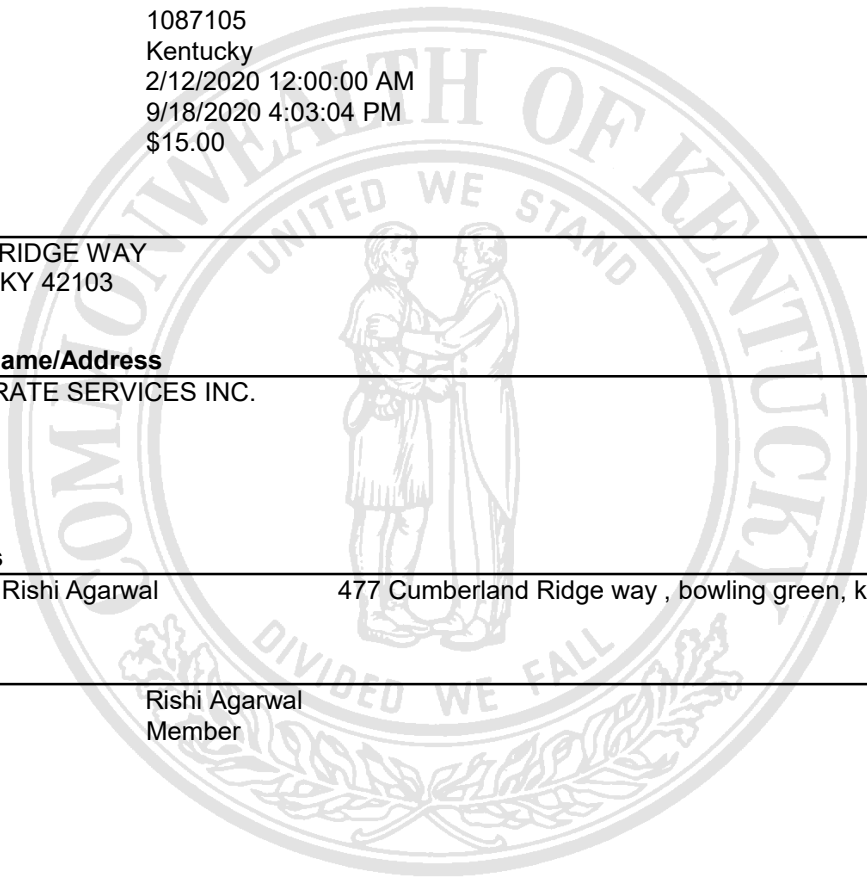 1087105
Kentucky
2/12/2020 12:00:00 AM
9/18/2020 4:03:04 PM
$15.00
COMMONWEALTH OF KENTUCKY
UNITED WE STAND
RIDGE WAY
KY 42103
ame/Address
RATE SERVICES INC.
s
Rishi Agarwal 477 Cumberland Ridge way , bowling green, k
DIVIDED WE FALL
Rishi Agarwal
Member